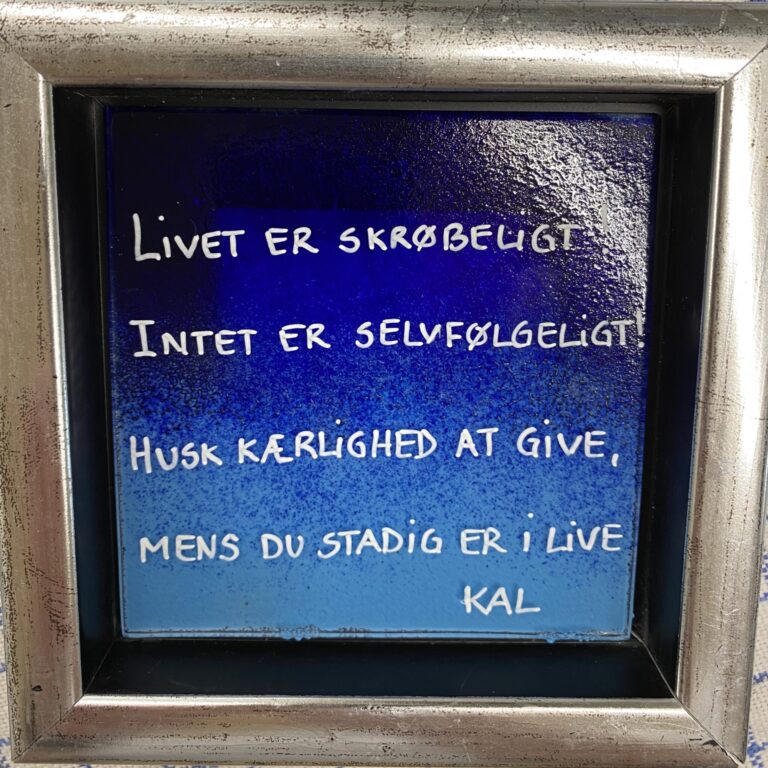 LIVET ER SKRØBELIGT!
INTET ER SELVFØLGELIGT!
HUSK KÆRLIGHED AT GIVE,
MENS DU STADIG ER I LIVE
KAL